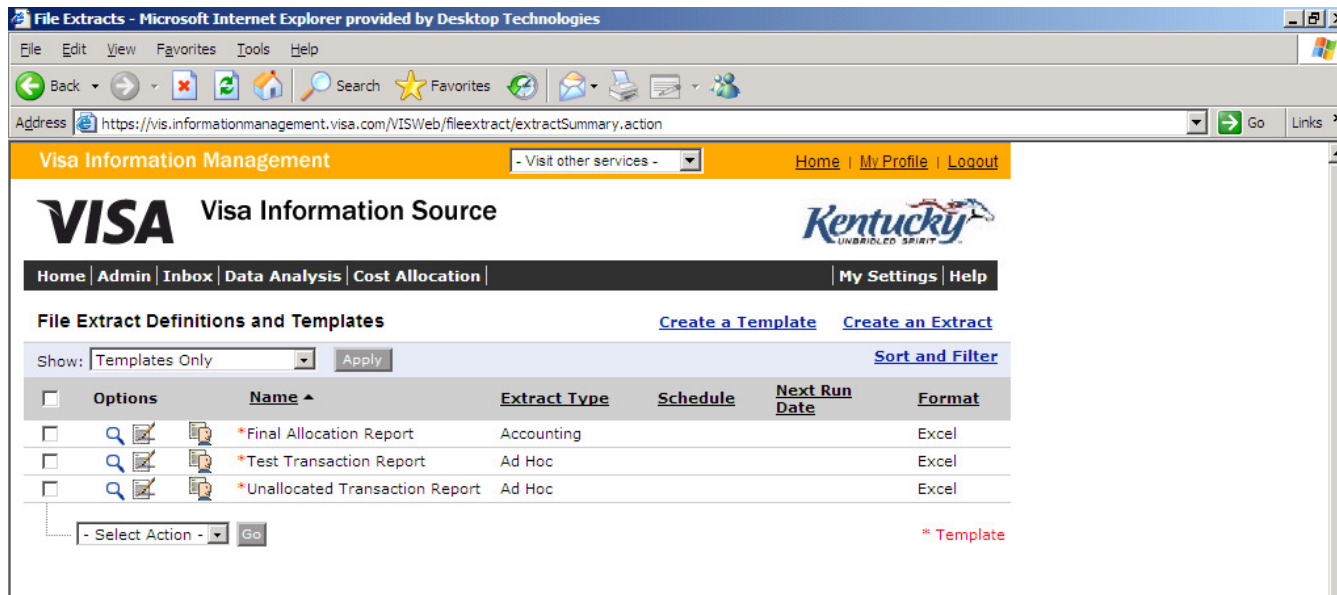 File Extracts - Microsoft Internet Explorer provided by Desktop Technologies
File Edit View Favorites Tools Help
Back Search Favorites
Address https://vis.informationmanagement.visa.com/VISWeb/fileextract/extractSummary.action Go Links
Visa Information Management - Visit other services - Home | My Profile | Logout
VISA Visa Information Source Kentucky
UNBRIDLED SPIRIT
Home | Admin | Inbox | Data Analysis | Cost Allocation | | My Settings | Help
File Extract Definitions and Templates Create a Template Create an Extract
Show: Templates Only Apply Sort and Filter
Options Name Extract Type Schedule Next Run Date Format
*Final Allocation Report Accounting Excel
*Test Transaction Report Ad Hoc Excel
*Unallocated Transaction Report Ad Hoc Excel
- Select Action - Go * Template